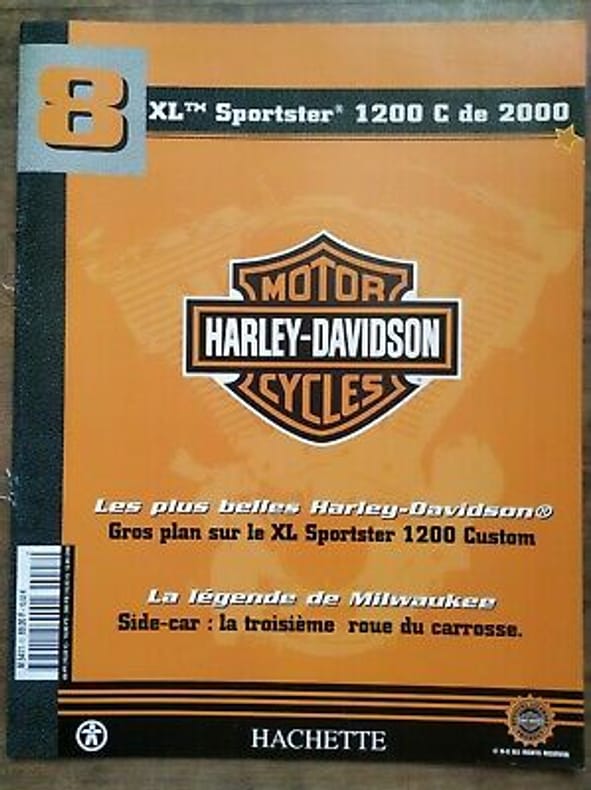 8
XL™ Sportster® 1200 C de 2000
MOTOR
HARLEY-DAVIDSON
CYCLES
Les plus belles Harley-Davidson®
Gros plan sur le XL Sportster 1200 Custom
La légende de Milwaukee
Side-car : la troisième roue du carrosse.
HACHETTE